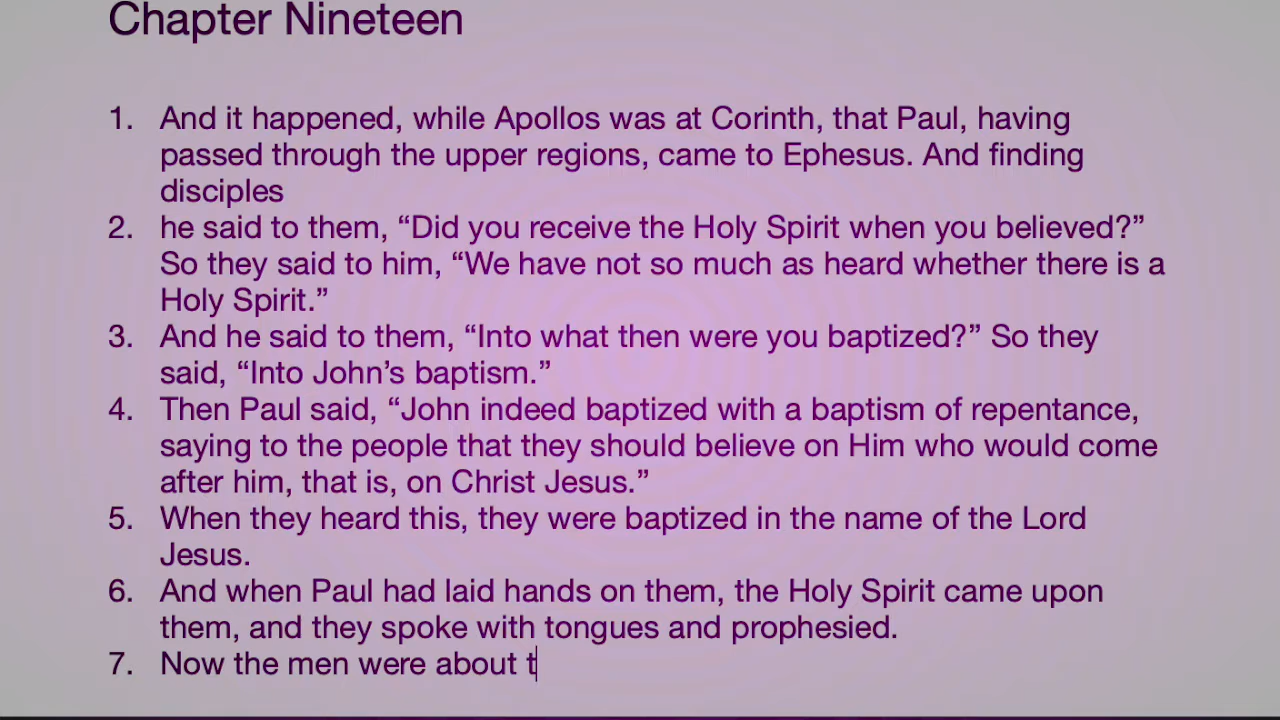 Chapter Nineteen
1. And it happened, while Apollos was at Corinth, that Paul, having
passed through the upper regions, came to Ephesus. And finding
disciples
2. he said to them, “Did you receive the Holy Spirit when you believed?”
So they said to him, “We have not so much as heard whether there is a
Holy Spirit.”
3. And he said to them, “Into what then were you baptized?” So they
said, “Into John’s baptism.”
4. Then Paul said, “John indeed baptized with a baptism of repentance,
saying to the people that they should believe on Him who would come
after him, that is, on Christ Jesus.”
5. When they heard this, they were baptized in the name of the Lord
Jesus.
6. And when Paul had laid hands on them, the Holy Spirit came upon
them, and they spoke with tongues and prophesied.
7. Now the men were about t